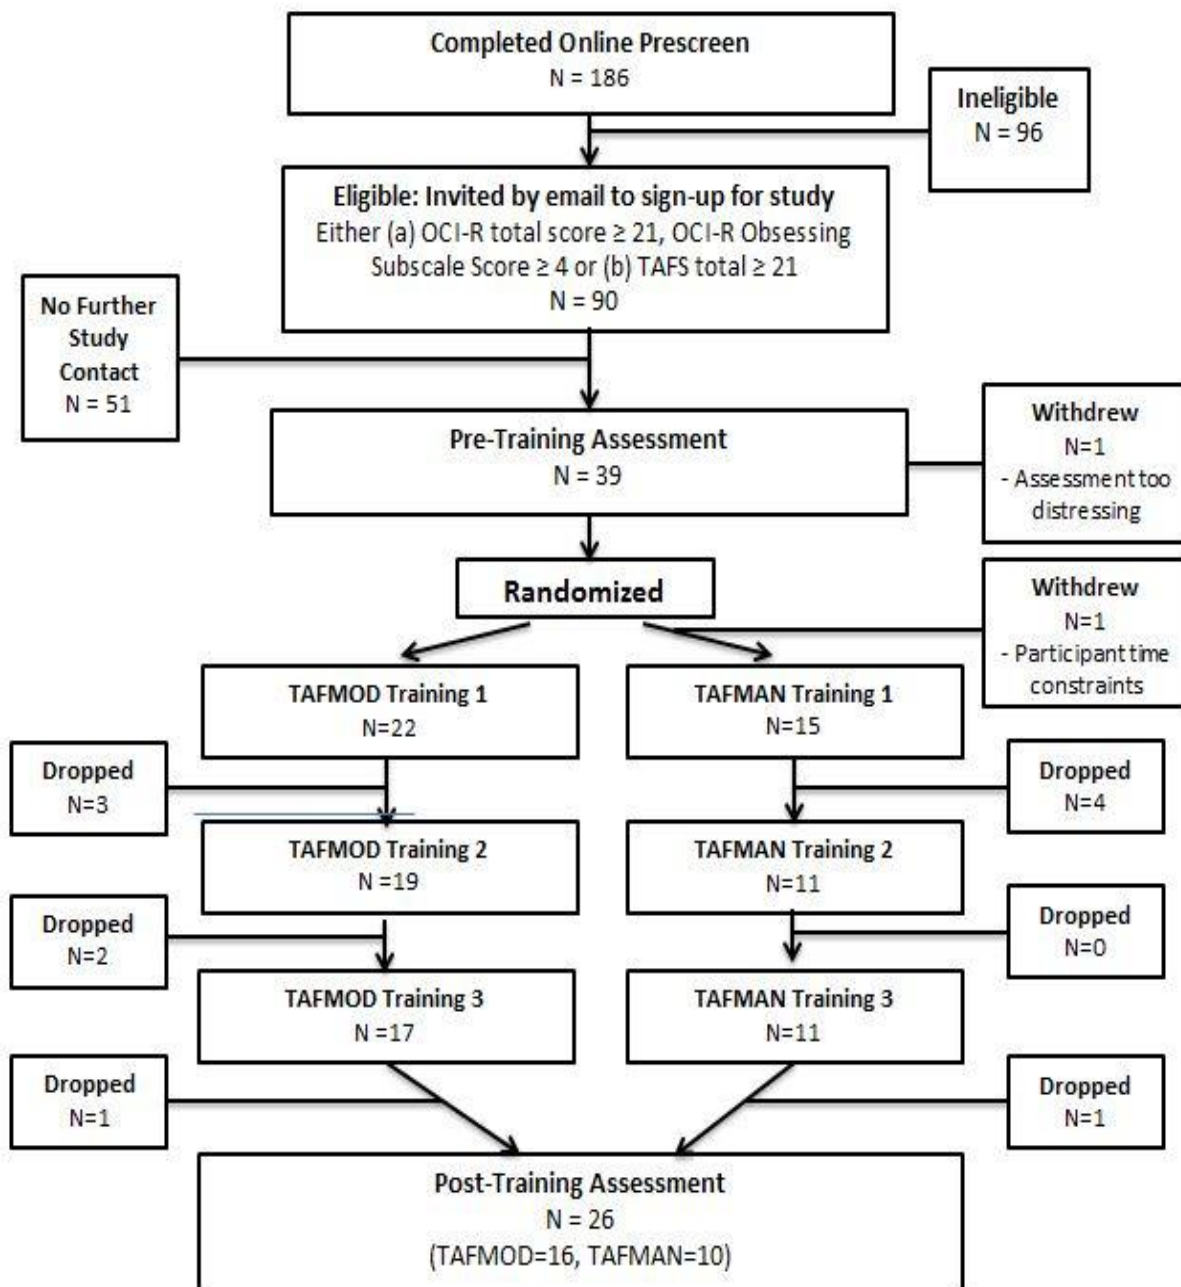 Completed Online Prescreen
N = 186
Ineligible
N = 96
Eligible: Invited by email to sign-up for study
Either (a) OCI-R total score ≥ 21, OCI-R Obsessing
Subscale Score ≥ 4 or (b) TAFS total ≥ 21
N = 90
No Further
Study
Contact
N = 51
Pre-Training Assessment
N = 39
Withdrew
N=1
- Assessment too
distressing
Randomized
Withdrew
N=1
- Participant time
constraints
TAFMOD Training 1
N=22
TAFMAN Training 1
N=15
Dropped
N=3
Dropped
N=4
TAFMOD Training 2
N =19
TAFMAN Training 2
N=11
Dropped
N=2
Dropped
N=0
TAFMOD Training 3
N =17
TAFMAN Training 3
N=11
Dropped
N=1
Dropped
N=1
Post-Training Assessment
N = 26
(TAFMOD=16, TAFMAN=10)